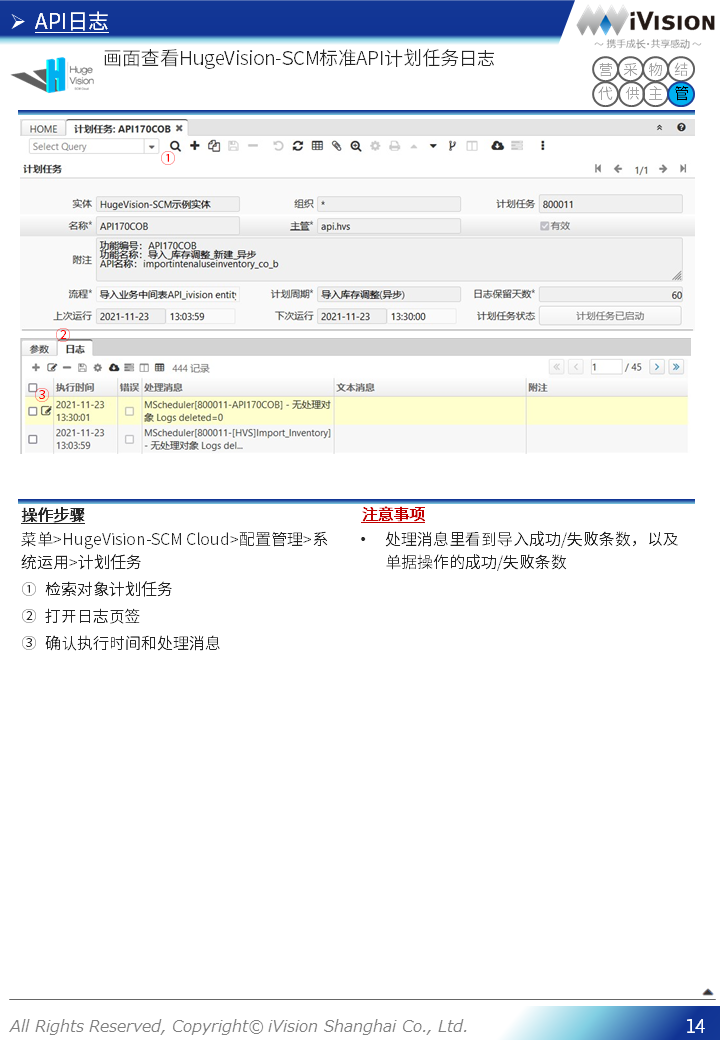 API日志
iVision
～ 携手成长·共享感动 ～
Huge
Vision
画面查看HugeVision-SCM标准API计划任务日志
营 采 物 结
代 供 主 管
HOME 计划任务: API170COB
Select Query
①
计划任务 1/1
实体 HugeVision-SCM示例实体 组织 * 计划任务 800011
名称* API170COB 主管* api.hvs 有效
附注 功能编号: API170COB
功能名称: 导入_库存调整_新建_异步
API名称: importintenaluseinventory_co_b
流程* 导入业务中间表API_ivision entity 计划周期* 导入库存调整(异步) 日志保留天数* 60
上次运行 2021-11-23 13:03:59 下次运行 2021-11-23 13:30:00 计划任务状态 计划任务已启动
②
参数 日志
444 记录 1 / 45
执行时间 错误 处理消息 文本消息 附注
③
2021-11-23 MScheduler[800011-API170COB] - 无处理对
13:30:01 象 Logs deleted=0
2021-11-23 MScheduler[800011-[HVS]Import_Inventory]
13:03:59 - 无处理对象 Logs del...
操作步骤
菜单>HugeVision-SCM Cloud>配置管理>系
统运用>计划任务
① 检索对象计划任务
② 打开日志页签
③ 确认执行时间和处理消息
注意事项
• 处理消息里看到导入成功/失败条数，以及
单据操作的成功/失败条数
All Rights Reserved, Copyright© iVision Shanghai Co., Ltd.
14